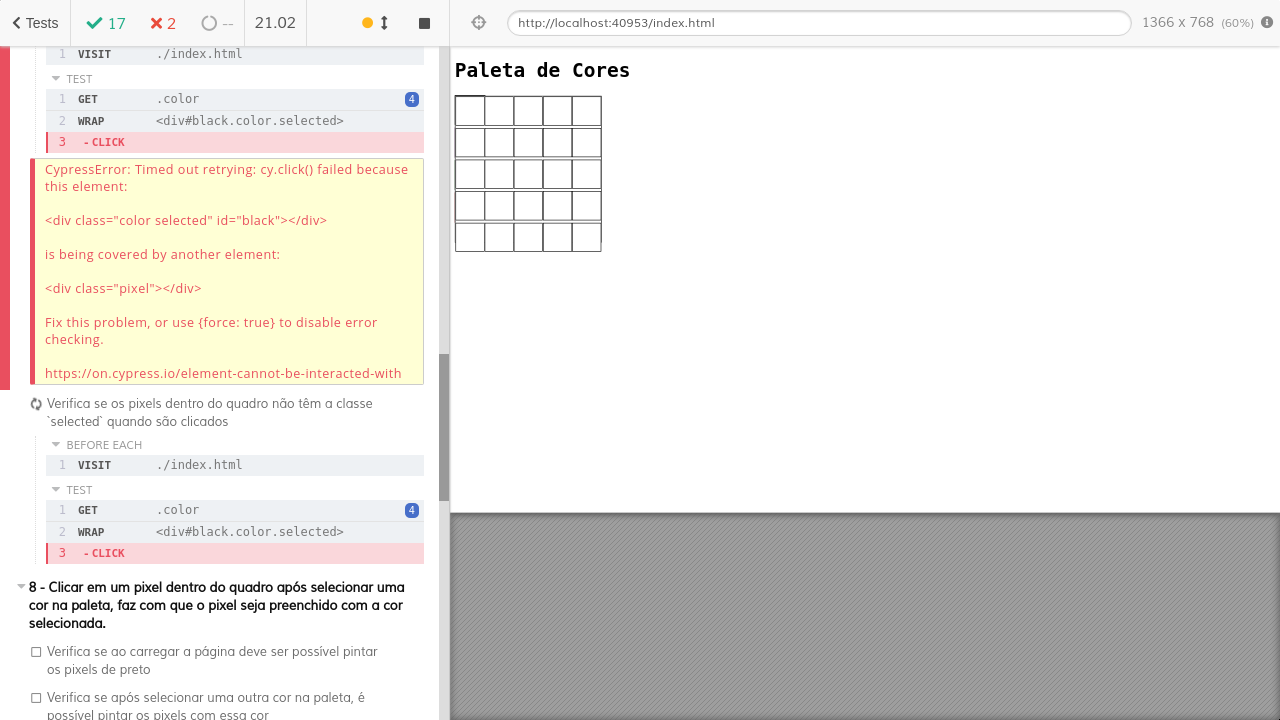 Tests
17
2
--
21.02
http://localhost:40953/index.html
1366 x 768 (60%)
1 VISIT ./index.html
TEST
1 GET .color 4
2 WRAP <div#black.color.selected>
3 - CLICK
CypressError: Timed out retrying: cy.click() failed because
this element:
<div class="color selected" id="black"></div>
is being covered by another element:
<div class="pixel"></div>
Fix this problem, or use {force: true} to disable error
checking.
https://on.cypress.io/element-cannot-be-interacted-with
Verifica se os pixels dentro do quadro não têm a classe
`selected` quando são clicados
BEFORE EACH
1 VISIT ./index.html
TEST
1 GET .color 4
2 WRAP <div#black.color.selected>
3 - CLICK
8 - Clicar em um pixel dentro do quadro após selecionar uma
cor na paleta, faz com que o pixel seja preenchido com a cor
selecionada.
Verifica se ao carregar a página deve ser possível pintar
os pixels de preto
Verifica se após selecionar uma outra cor na paleta, é
possível pintar os pixels com essa cor
Paleta de Cores